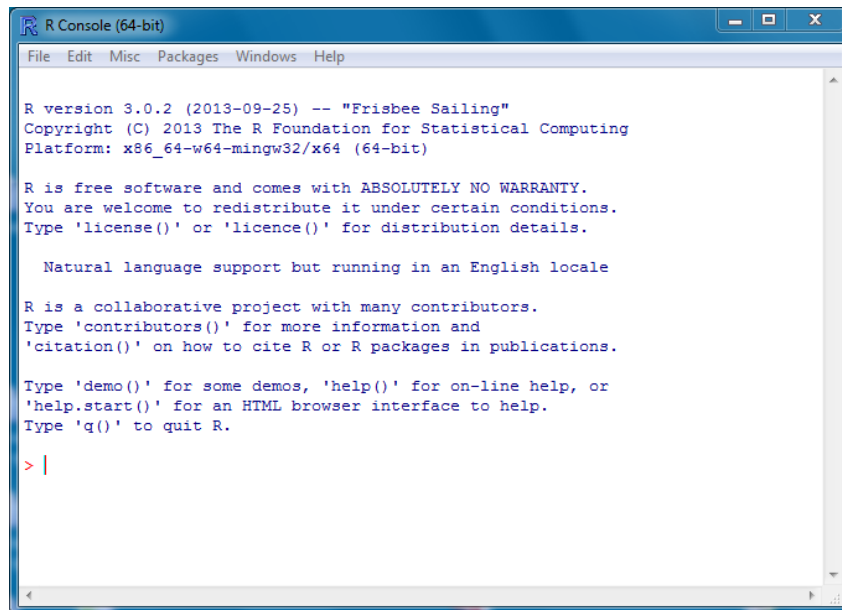 R Console (64-bit)
File Edit Misc Packages Windows Help
R version 3.0.2 (2013-09-25) -- "Frisbee Sailing"
Copyright (C) 2013 The R Foundation for Statistical Computing
Platform: x86_64-w64-mingw32/x64 (64-bit)
R is free software and comes with ABSOLUTELY NO WARRANTY.
You are welcome to redistribute it under certain conditions.
Type 'license()' or 'licence()' for distribution details.
Natural language support but running in an English locale
R is a collaborative project with many contributors.
Type 'contributors()' for more information and
'citation()' on how to cite R or R packages in publications.
Type 'demo()' for some demos, 'help()' for on-line help, or
'help.start()' for an HTML browser interface to help.
Type 'q()' to quit R.
>